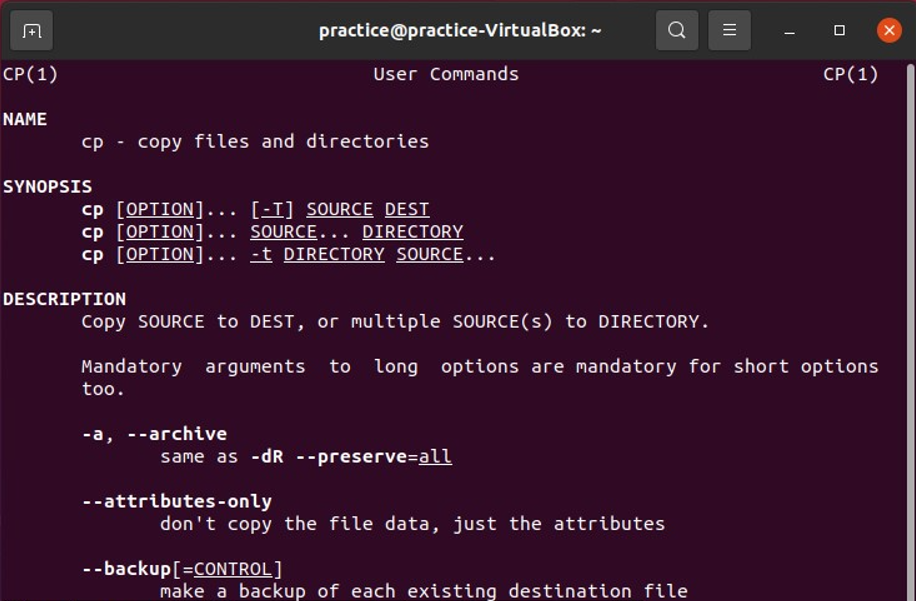 practice@practice-VirtualBox: ~
CP(1) User Commands CP(1)
NAME
cp - copy files and directories
SYNOPSIS
cp [OPTION]... [-T] SOURCE DEST
cp [OPTION]... SOURCE... DIRECTORY
cp [OPTION]... -t DIRECTORY SOURCE...
DESCRIPTION
Copy SOURCE to DEST, or multiple SOURCE(s) to DIRECTORY.
Mandatory arguments to long options are mandatory for short options
too.
-a, --archive
same as -dR --preserve=all
--attributes-only
don't copy the file data, just the attributes
--backup[=CONTROL]
make a backup of each existing destination file